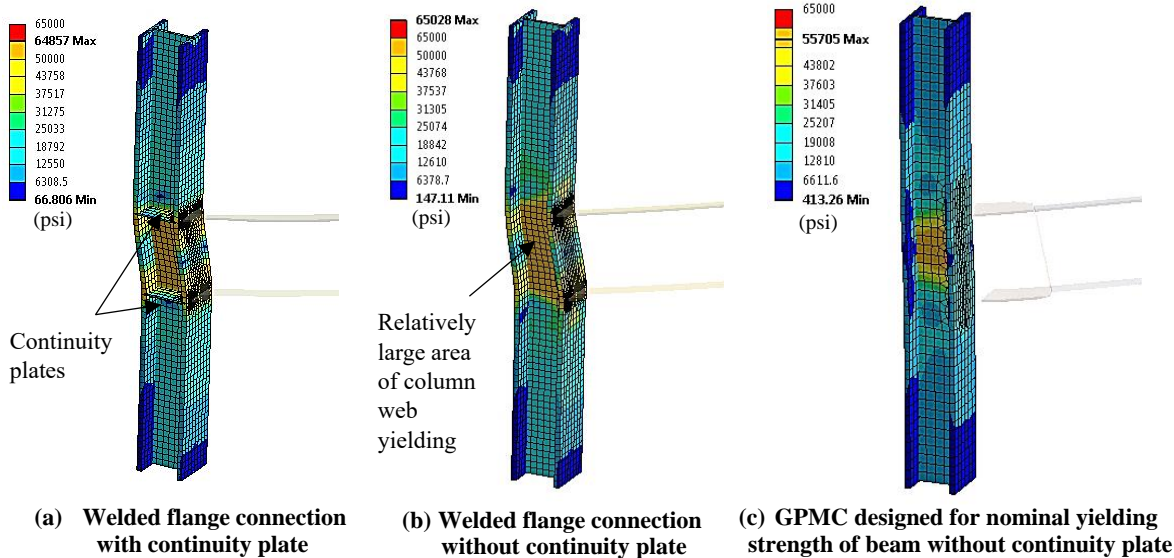 65000
64857 Max
50000
43758
37517
31275
25033
18792
12550
6308.5
66.806 Min
(psi)
Continuity
plates
65028 Max
65000
50000
43768
37537
31305
25074
18842
12610
6378.7
147.11 Min
(psi)
Relatively
large area
of column
web
yielding
65000
55705 Max
43802
37603
31405
25207
19008
12810
6611.6
413.26 Min
(psi)
(a) Welded flange connection
with continuity plate
(b) Welded flange connection
without continuity plate
(c) GPMC designed for nominal yielding
strength of beam without continuity plate